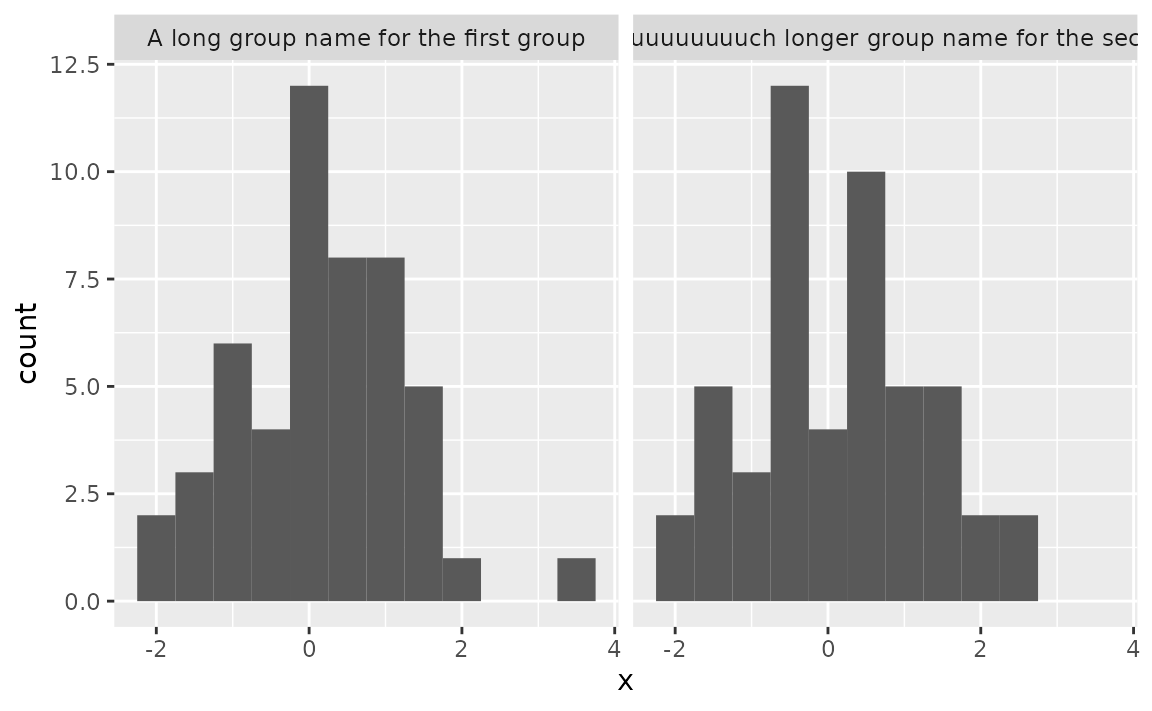 A long group name for the first group
uuuuuuuuch longer group name for the sec
12.5
10.0
7.5
5.0
2.5
0.0
count
-2 0 2 4
-2 0 2 4
x